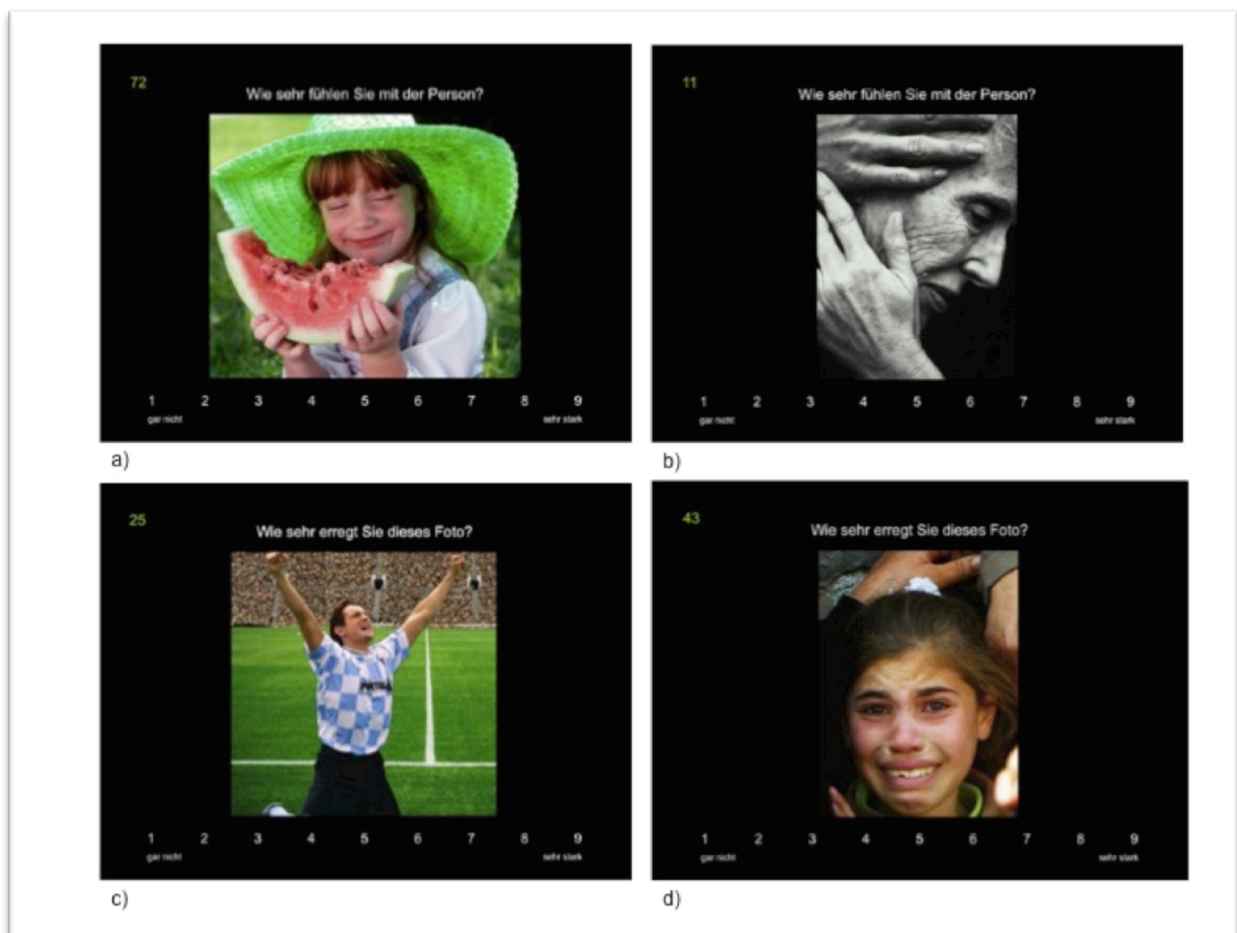 72
Wie sehr fühlen Sie mit der Person?
1 2 3 4 5 6 7 8 9
gar nicht sehr stark
a)
11
Wie sehr fühlen Sie mit der Person?
1 2 3 4 5 6 7 8 9
gar nicht sehr stark
b)
25
Wie sehr erregt Sie dieses Foto?
1 2 3 4 5 6 7 8 9
gar nicht sehr stark
c)
43
Wie sehr erregt Sie dieses Foto?
1 2 3 4 5 6 7 8 9
gar nicht sehr stark
d)